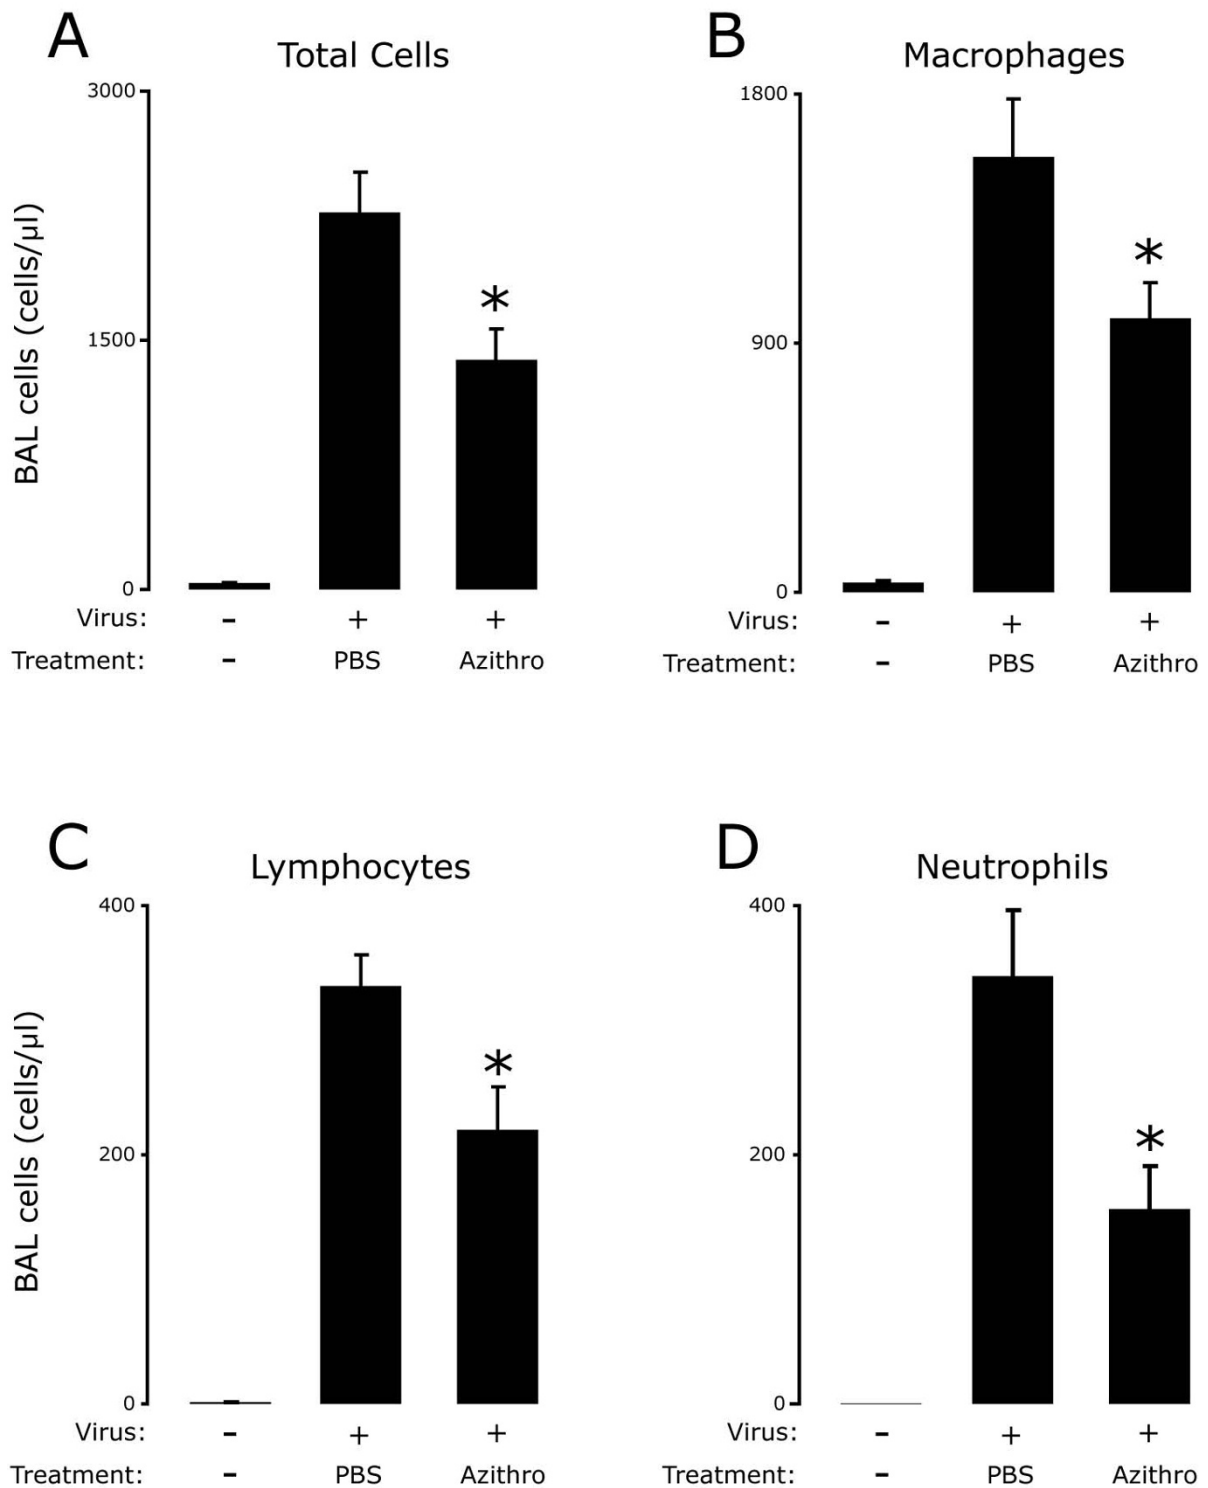 A
Total Cells
BAL cells (cells/µl)
3000
1500
0
*
Virus: - + +
Treatment: - PBS Azithro
B
Macrophages
1800
900
0
*
Virus: - + +
Treatment: - PBS Azithro
C
Lymphocytes
BAL cells (cells/µl)
400
200
0
*
Virus: - + +
Treatment: - PBS Azithro
D
Neutrophils
400
200
0
*
Virus: - + +
Treatment: - PBS Azithro